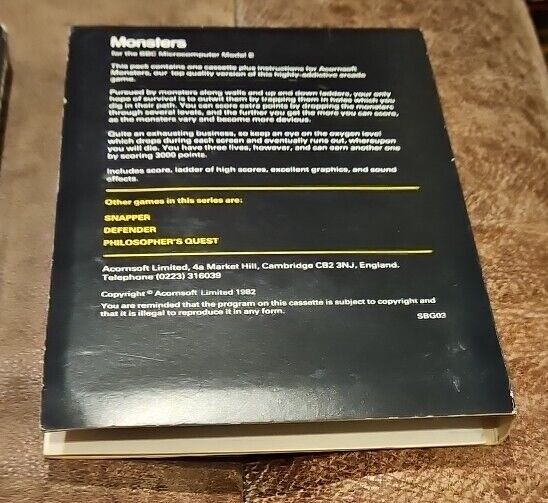 Monsters
for the BBC Microcomputer Model B
This pack contains one cassette plus instructions for Acornsoft
Monsters, our top quality version of this highly-addictive arcade
game.
Pursued by monsters along walls and up and down ladders, your only
hope of survival is to outwit them by trapping them in holes which you
dig in their path. You can score extra points by dropping the monsters
through several levels, and the further you get the more you can score,
as the monsters vary and become more devious.
Quite an exhausting business, so keep an eye on the oxygen level
which drops during each screen and eventually runs out, whereupon
you will die. You have three lives, however, and can earn another one
by scoring 3000 points.
Includes score, ladder of high scores, excellent graphics, and sound
effects.
Other games in this series are:
SNAPPER
DEFENDER
PHILOSOPHER'S QUEST
Acornsoft Limited, 4a Market Hill, Cambridge CB2 3NJ, England.
Telephone (0223) 316039
Copyright © Acornsoft Limited 1982
You are reminded that the program on this cassette is subject to copyright and
that it is illegal to reproduce it in any form.
SBG03